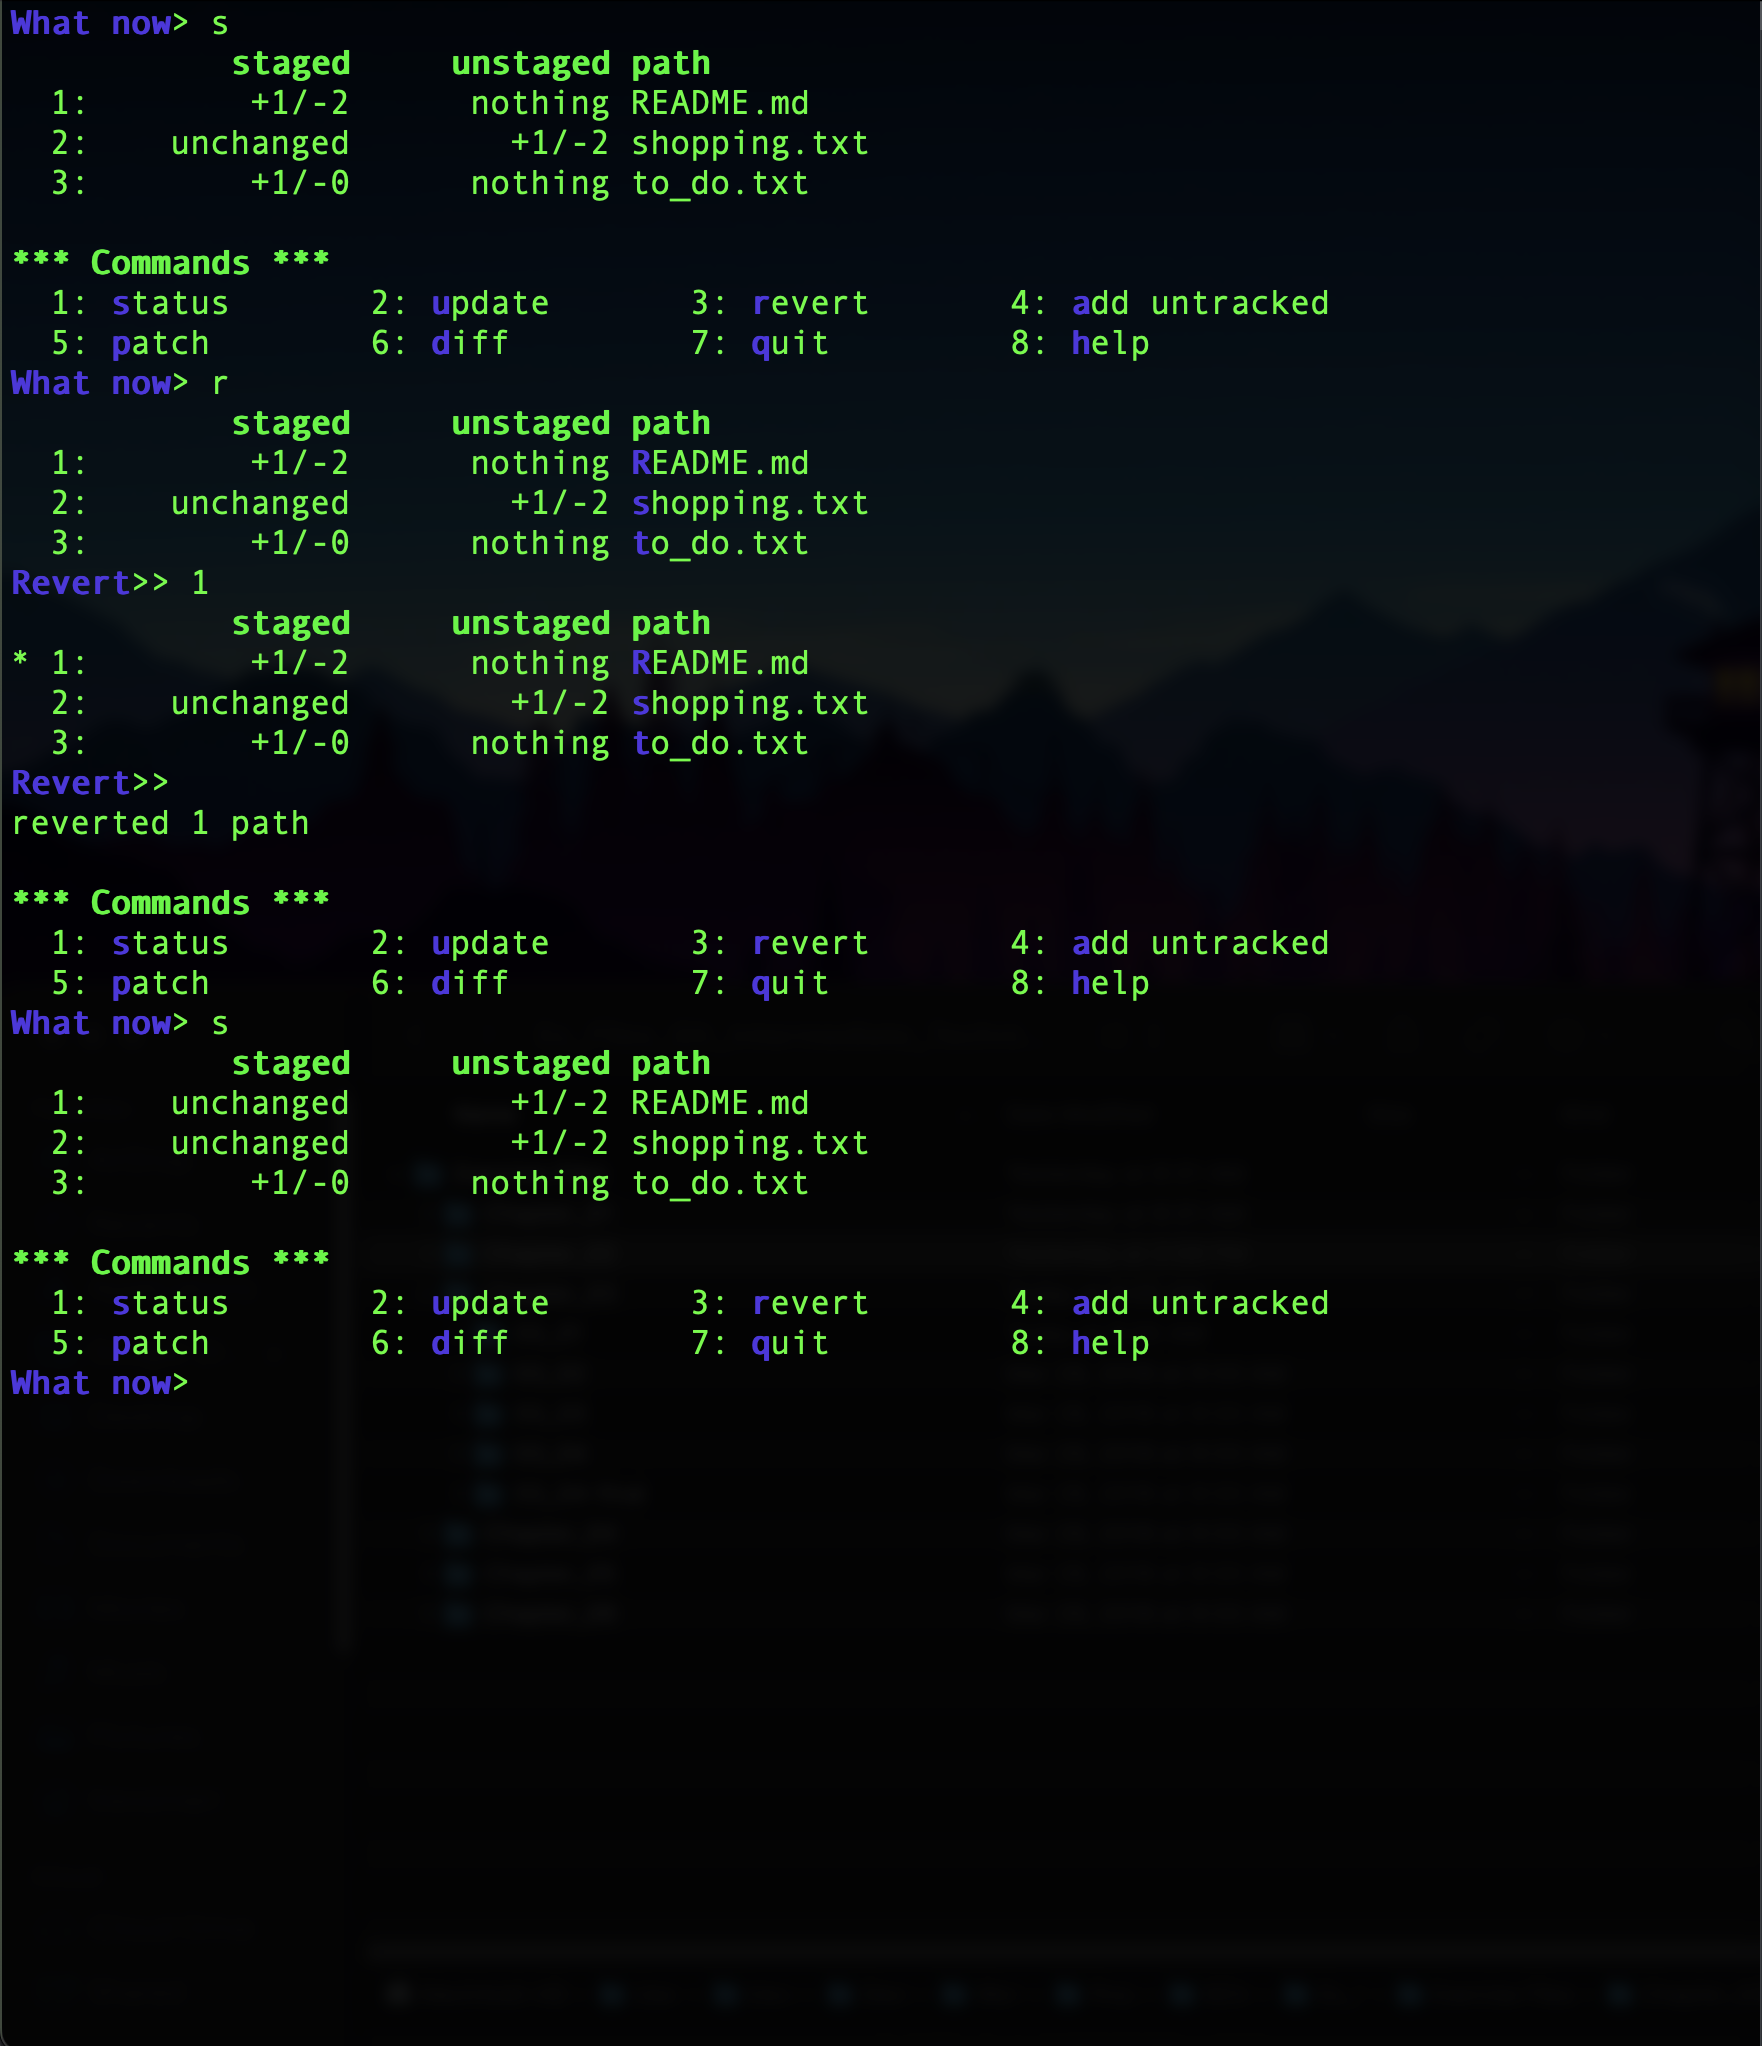 What now> s
           staged     unstaged path
  1:        +1/-2      nothing README.md
  2:    unchanged        +1/-2 shopping.txt
  3:        +1/-0      nothing to_do.txt

*** Commands ***
  1: status       2: update       3: revert       4: add untracked
  5: patch        6: diff         7: quit         8: help
What now> r
           staged     unstaged path
  1:        +1/-2      nothing README.md
  2:    unchanged        +1/-2 shopping.txt
  3:        +1/-0      nothing to_do.txt
Revert>> 1
           staged     unstaged path
* 1:        +1/-2      nothing README.md
  2:    unchanged        +1/-2 shopping.txt
  3:        +1/-0      nothing to_do.txt
Revert>>
reverted 1 path

*** Commands ***
  1: status       2: update       3: revert       4: add untracked
  5: patch        6: diff         7: quit         8: help
What now> s
           staged     unstaged path
  1:    unchanged        +1/-2 README.md
  2:    unchanged        +1/-2 shopping.txt
  3:        +1/-0      nothing to_do.txt

*** Commands ***
  1: status       2: update       3: revert       4: add untracked
  5: patch        6: diff         7: quit         8: help
What now>